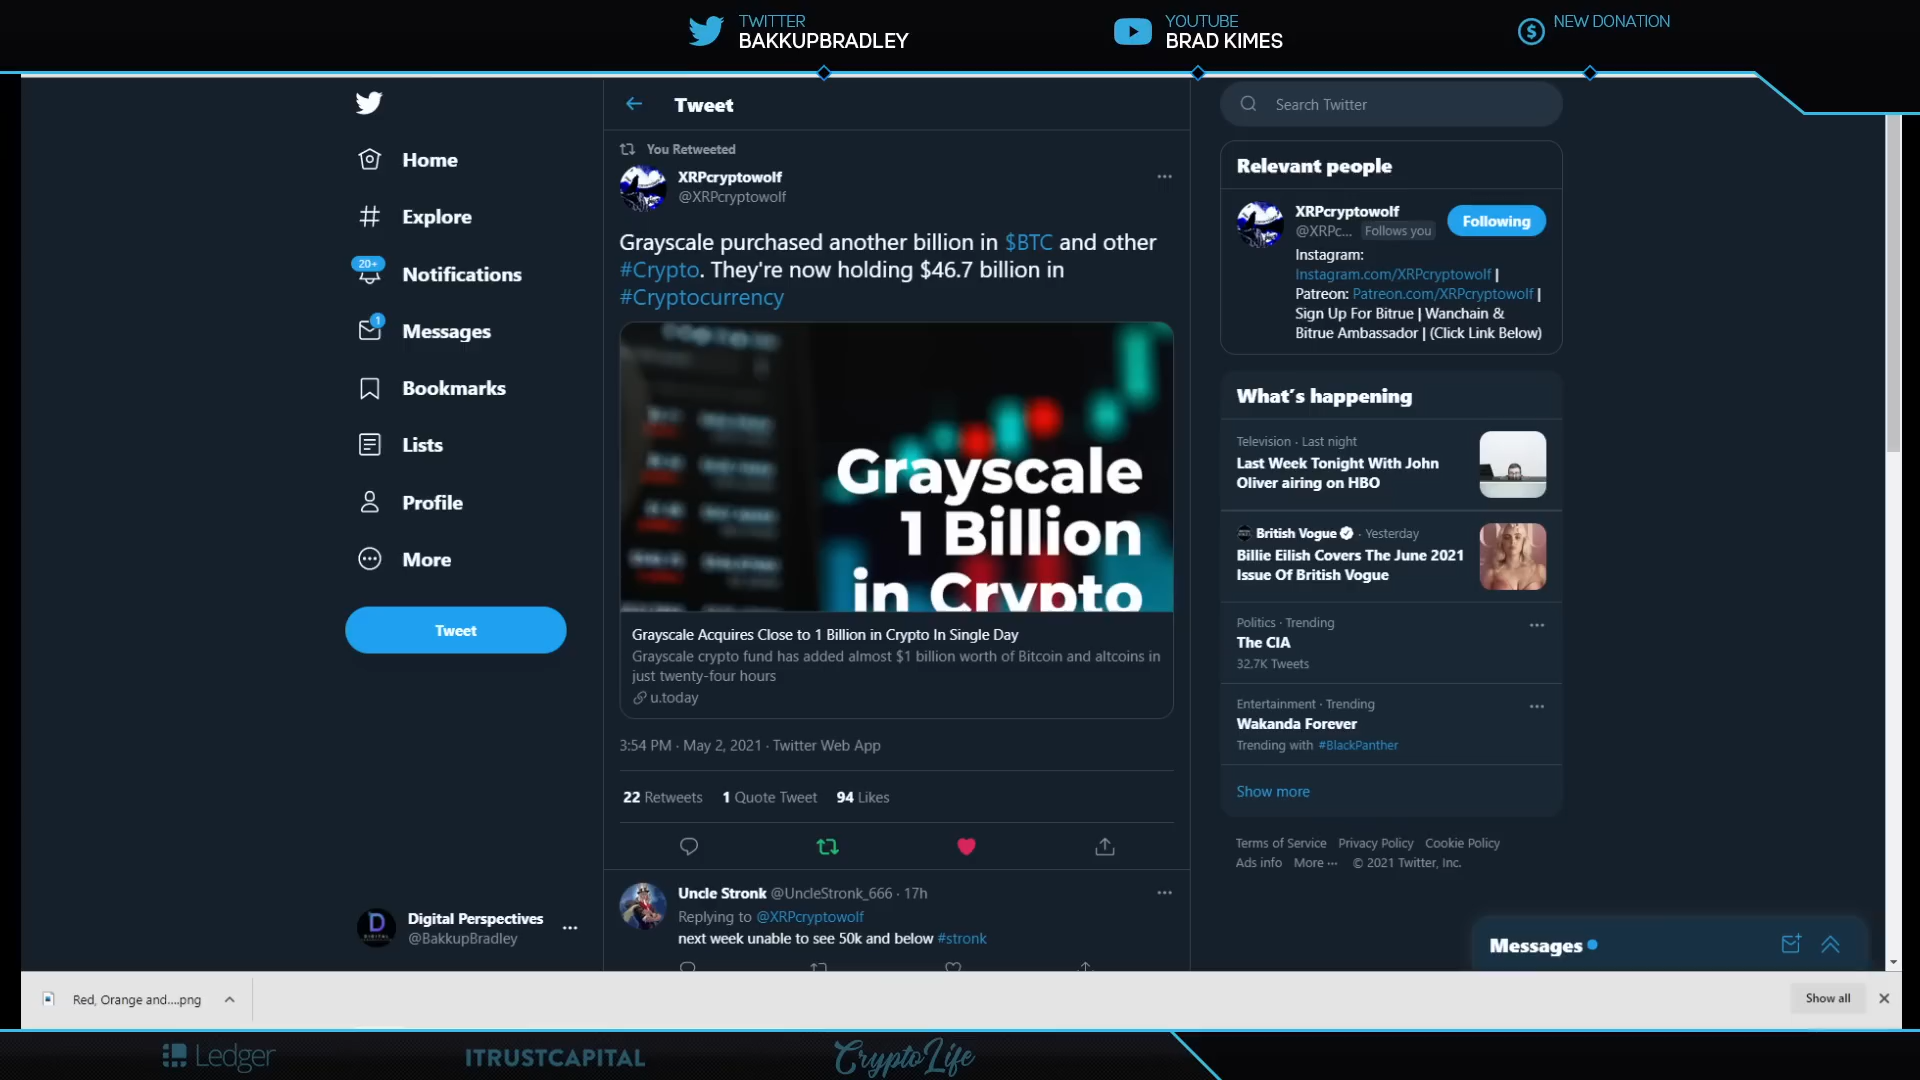 TWITTER
BAKKUPBRADLEY
YOUTUBE
BRAD KIMES
NEW DONATION
Home
Explore
20+
Notifications
1
Messages
Bookmarks
Lists
Profile
More
Tweet
Digital Perspectives
@BakkupBradley
Tweet
You Retweeted
XRPcryptowolf
@XRPcryptowolf
Grayscale purchased another billion in $BTC and other
#Crypto. They're now holding $46.7 billion in
#Cryptocurrency
Grayscale
1 Billion
in Crypto
Grayscale Acquires Close to 1 Billion in Crypto In Single Day
Grayscale crypto fund has added almost $1 billion worth of Bitcoin and altcoins in
just twenty-four hours
u.today
3:54 PM · May 2, 2021 · Twitter Web App
22 Retweets 1 Quote Tweet 94 Likes
Uncle Stronk @UncleStronk_666 · 17h
Replying to @XRPcryptowolf
next week unable to see 50k and below #stronk
Search Twitter
Relevant people
XRPcryptowolf
@XRPc... Follows you
Following
Instagram:
Instagram.com/XRPcryptowolf |
Patreon: Patreon.com/XRPcryptowolf |
Sign Up For Bitrue | Wanchain &
Bitrue Ambassador | (Click Link Below)
What's happening
Television · Last night
Last Week Tonight With John
Oliver airing on HBO
British Vogue · Yesterday
Billie Eilish Covers The June 2021
Issue Of British Vogue
Politics · Trending
The CIA
32.7K Tweets
Entertainment · Trending
Wakanda Forever
Trending with #BlackPanther
Show more
Terms of Service Privacy Policy Cookie Policy
Ads info More ··· © 2021 Twitter, Inc.
Messages
Red, Orange and....png
Show all
Ledger
ITRUSTCAPITAL
CryptoLife